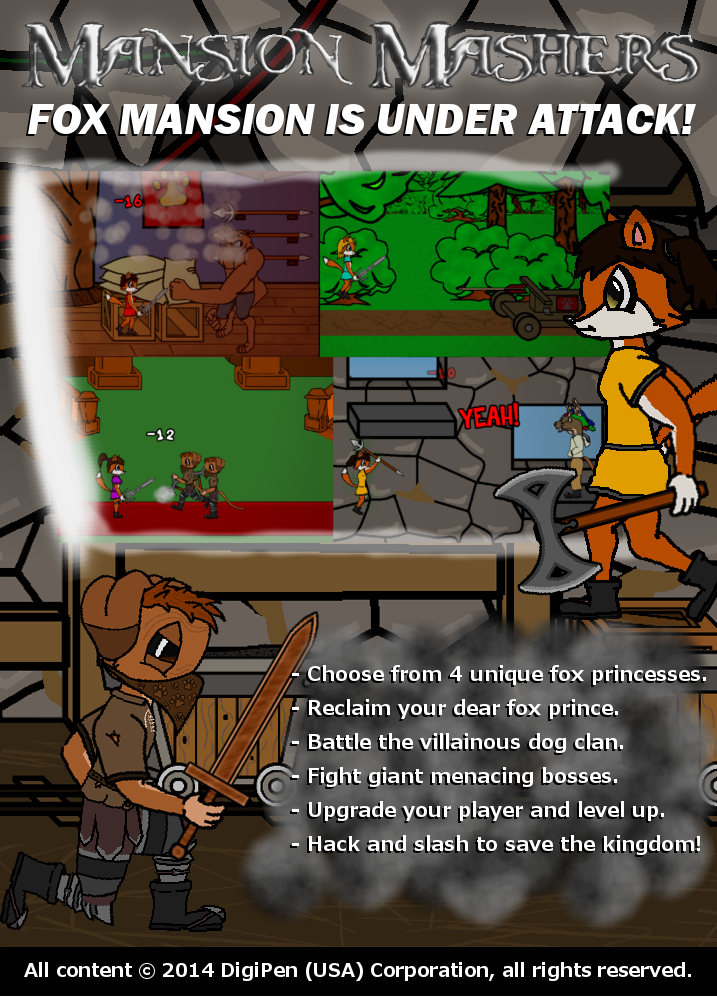 MANSION MASHERS
FOX MANSION IS UNDER ATTACK!
-16
-12
YEAH!
- Choose from 4 unique fox princesses.
- Reclaim your dear fox prince.
- Battle the villainous dog clan.
- Fight giant menacing bosses.
- Upgrade your player and level up.
- Hack and slash to save the kingdom!
All content © 2014 DigiPen (USA) Corporation, all rights reserved.